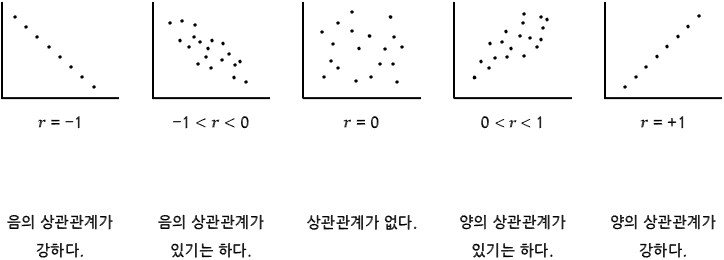 r = −1
−1 < r < 0
r = 0
0 < r < 1
r = +1
음의 상관관계가
강하다.
음의 상관관계가
있기는 하다.
상관관계가 없다.
양의 상관관계가
있기는 하다.
양의 상관관계가
강하다.